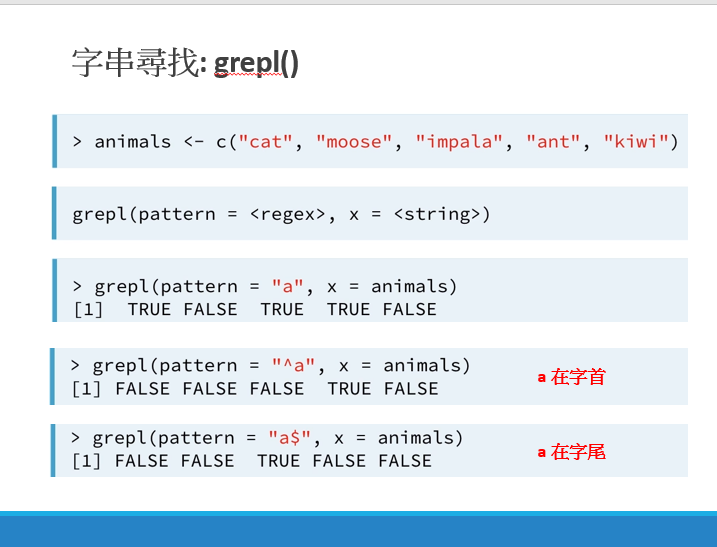 字串尋找: grepl()
> animals <- c("cat", "moose", "impala", "ant", "kiwi")
grepl(pattern = <regex>, x = <string>)
> grepl(pattern = "a", x = animals)
[1]  TRUE FALSE  TRUE  TRUE FALSE
> grepl(pattern = "^a", x = animals)
[1] FALSE FALSE FALSE  TRUE FALSE
a 在字首
> grepl(pattern = "a$", x = animals)
[1] FALSE FALSE  TRUE FALSE FALSE
a 在字尾